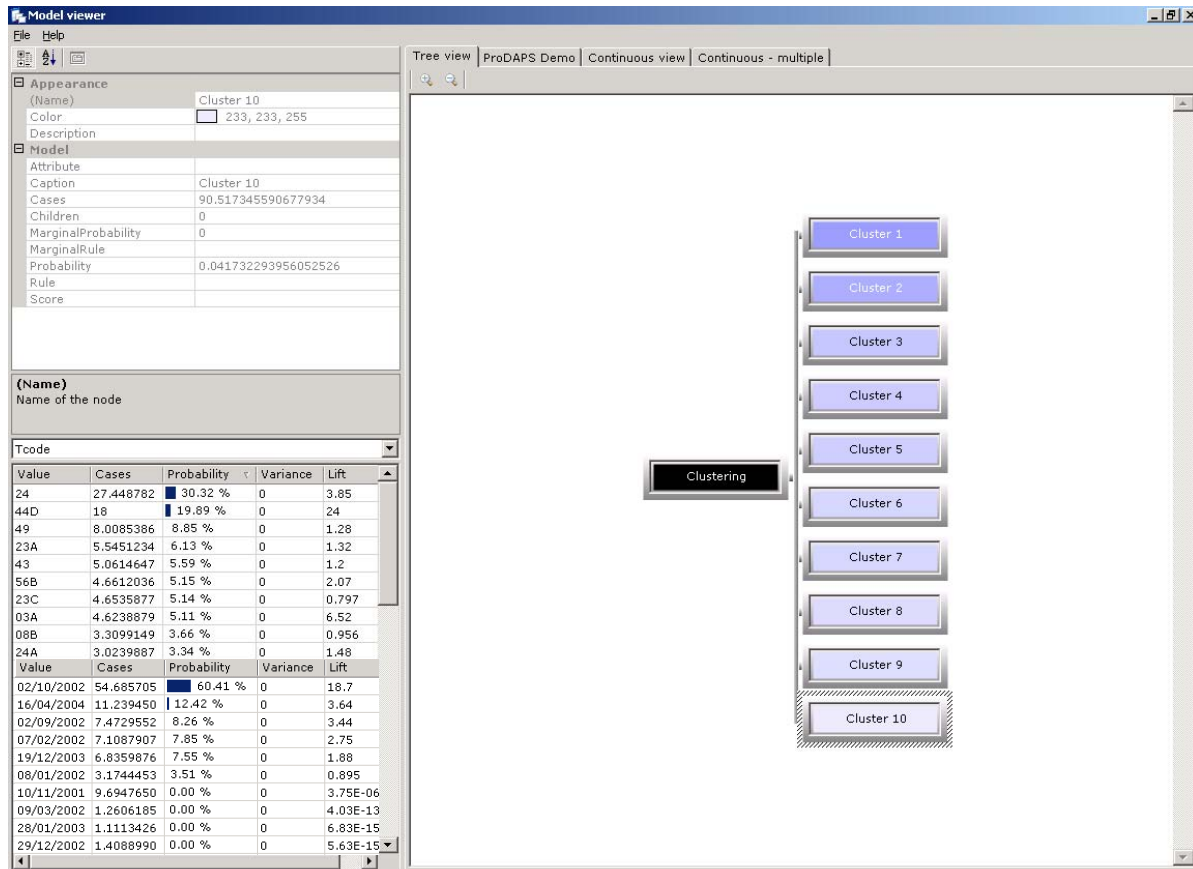 Model viewer
File Help
Tree view ProDAPS Demo Continuous view Continuous - multiple
Appearance
(Name) Cluster 10
Color 233, 233, 255
Description
Model
Attribute
Caption Cluster 10
Cases 90.517345590677934
Children 0
MarginalProbability 0
MarginalRule
Probability 0.041732293956052526
Rule
Score
(Name)
Name of the node
Tcode
Value Cases Probability Variance Lift
24 27.448782 30.32 % 0 3.85
44D 18 19.89 % 0 24
49 8.0085386 8.85 % 0 1.28
23A 5.5451234 6.13 % 0 1.32
43 5.0614647 5.59 % 0 1.2
56B 4.6612036 5.15 % 0 2.07
23C 4.6535877 5.14 % 0 0.797
03A 4.6238879 5.11 % 0 6.52
08B 3.3099149 3.66 % 0 0.956
24A 3.0239887 3.34 % 0 1.48
Value Cases Probability Variance Lift
02/10/2002 54.685705 60.41 % 0 18.7
16/04/2004 11.239450 12.42 % 0 3.64
02/09/2002 7.4729552 8.26 % 0 3.44
07/02/2002 7.1087907 7.85 % 0 2.75
19/12/2003 6.8359876 7.55 % 0 1.88
08/01/2002 3.1744453 3.51 % 0 0.895
10/11/2001 9.6947650 0.00 % 0 3.75E-06
09/03/2002 1.2606185 0.00 % 0 4.03E-13
28/01/2003 1.1113426 0.00 % 0 6.83E-15
29/12/2002 1.4088990 0.00 % 0 5.63E-15
Clustering
Cluster 1
Cluster 2
Cluster 3
Cluster 4
Cluster 5
Cluster 6
Cluster 7
Cluster 8
Cluster 9
Cluster 10